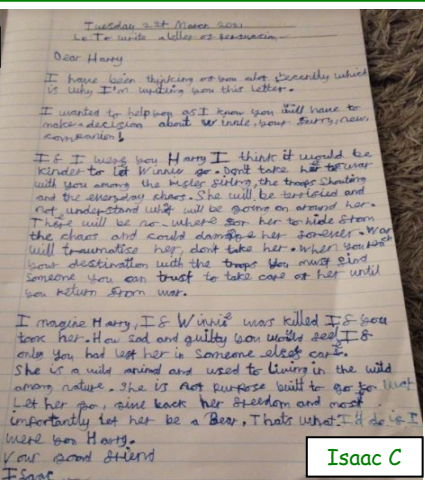 Tuesday 23rd March 2021
L.O To write a letter of persuasion.
Dear Harry
I have been thinking of you alot recently which
is why I'm writing you this letter.
I wanted to help you as I know you will have to
make a decision about Winnie, your furry, new,
companion!
If I were you Harry I think it would be
kinder to let Winnie go. Dont take her to war
with you among the rifles firing, the troops shouting
and the everyday chaos. She will be terrified and
not understand what will be going on around her.
There will be no-where for her to hide from
the chaos and could damage her forever. War
will traumatise her, dont take her. When you
your destination with the troops you must find
someone you can trust to take care of her until
you return from war.
Imagine Harry, If Winnie was killed If you
took her. How sad and guilty you would feel If
only you had left her in someone else's care.
She is a wild animal and used to living in the wild
among nature. She is not purpose built to go to war
Let her go, give back her freedom and most
importantly let her be a Bear, Thats what I'd do if I
were you Harry.
Your good friend
Isaac
Isaac C